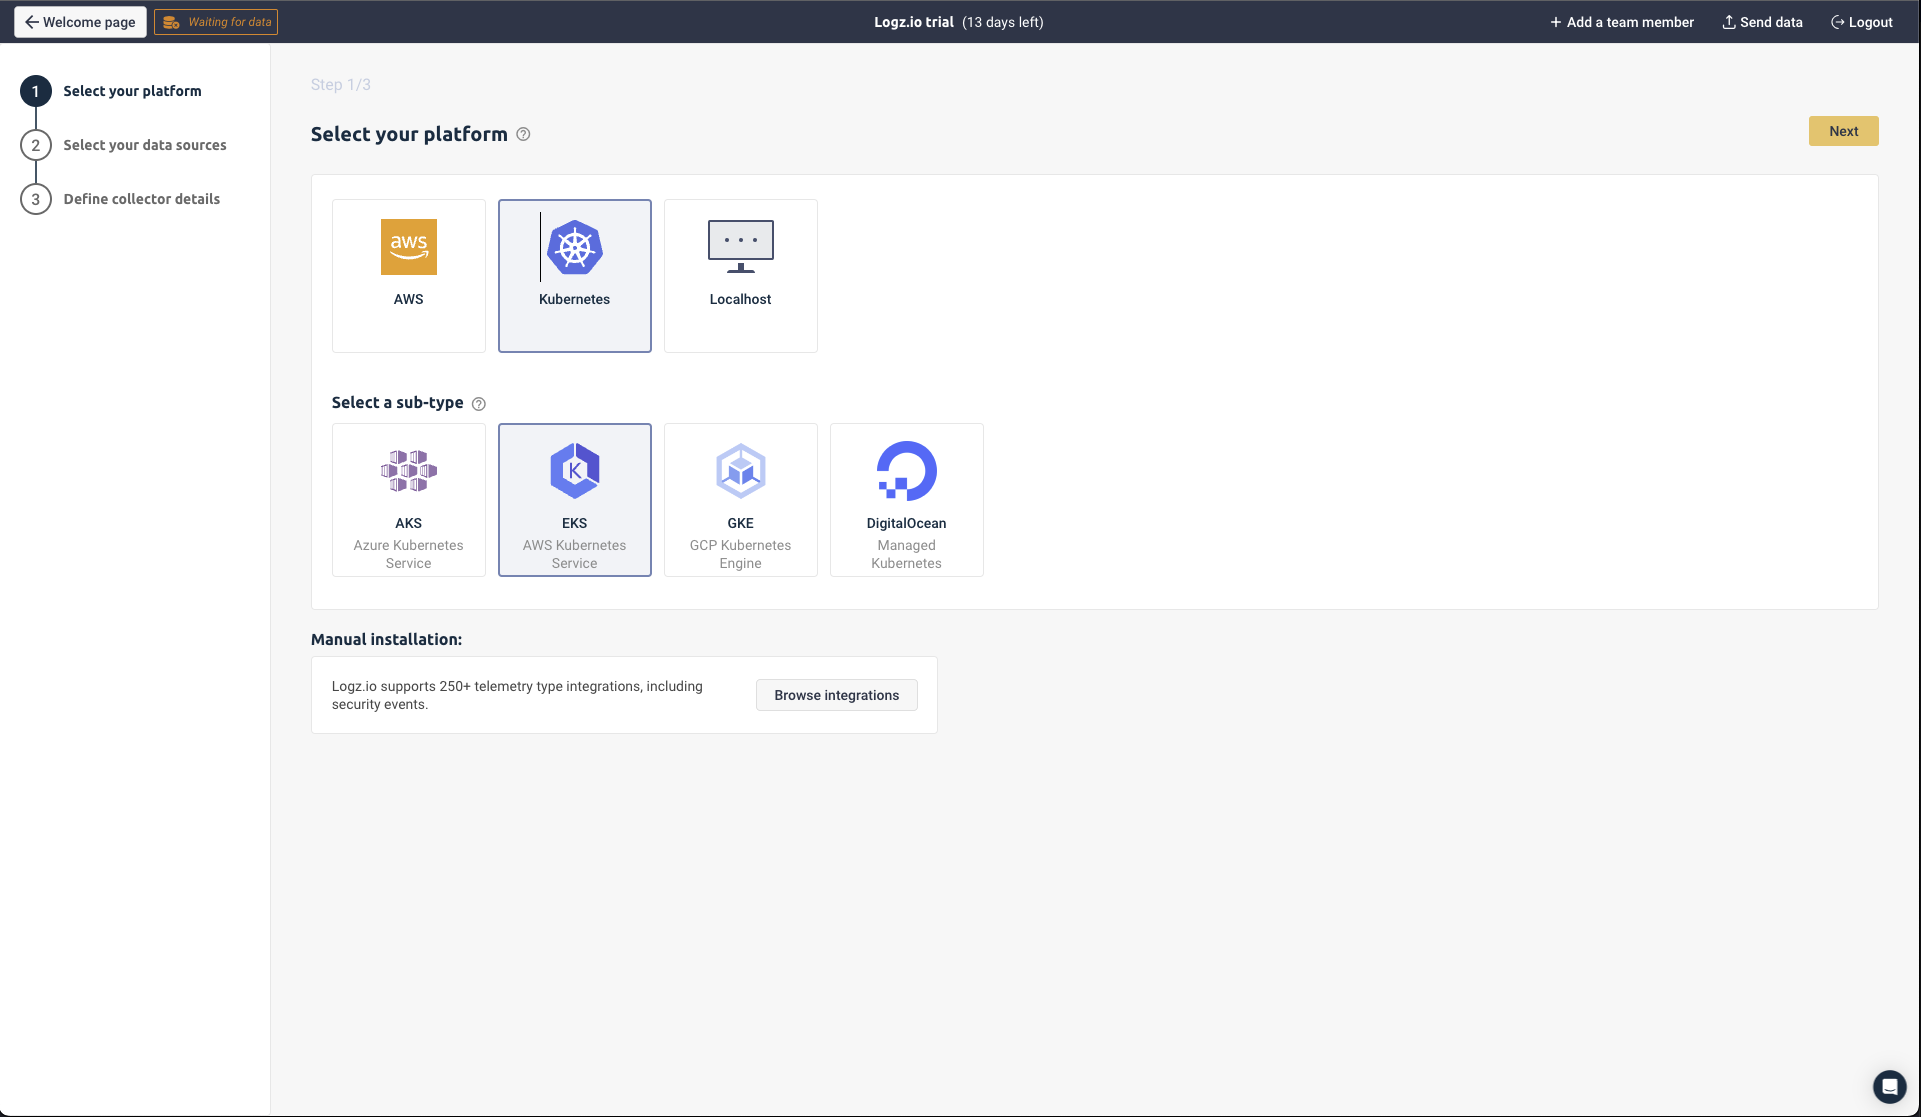 Welcome page
Waiting for data
Logz.io trial (13 days left)
Add a team member
Send data
Logout
1 Select your platform
2 Select your data sources
3 Define collector details
Step 1/3
Select your platform ?
Next
aws
AWS
Kubernetes
Localhost
Select a sub-type ?
AKS
Azure Kubernetes
Service
K
EKS
AWS Kubernetes
Service
GKE
GCP Kubernetes
Engine
DigitalOcean
Managed
Kubernetes
Manual installation:
Logz.io supports 250+ telemetry type integrations, including
security events.
Browse integrations